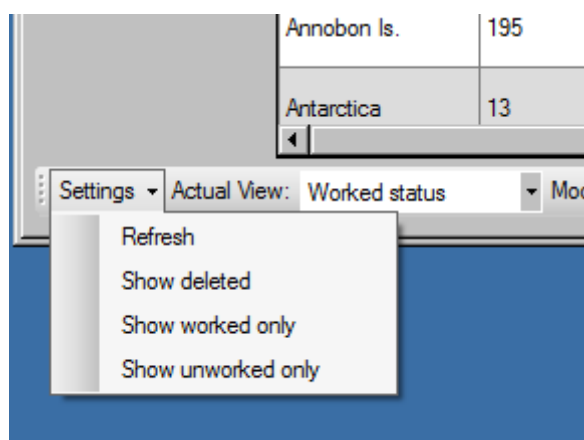 Annobon Is. 195
Antarctica 13
Settings Actual View: Worked status
Refresh
Show deleted
Show worked only
Show unworked only